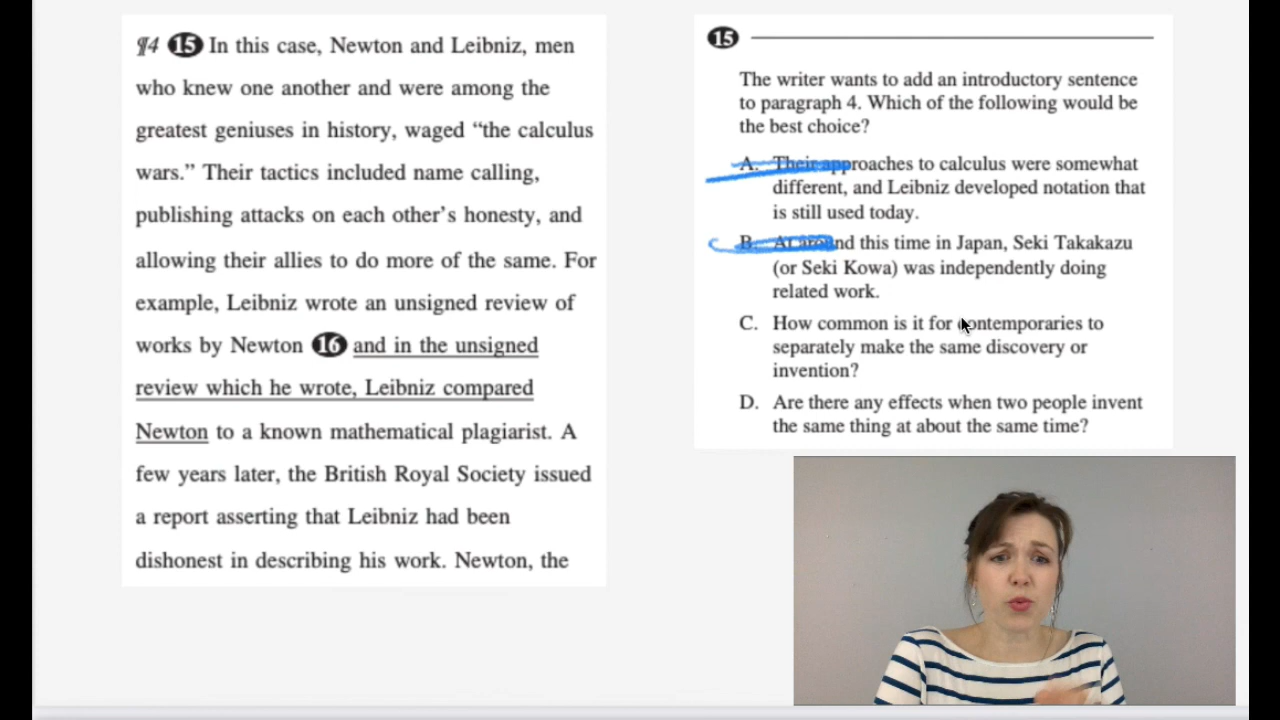 ¶4 15 In this case, Newton and Leibniz, men
who knew one another and were among the
greatest geniuses in history, waged “the calculus
wars.” Their tactics included name calling,
publishing attacks on each other’s honesty, and
allowing their allies to do more of the same. For
example, Leibniz wrote an unsigned review of
works by Newton 16 and in the unsigned
review which he wrote, Leibniz compared
Newton to a known mathematical plagiarist. A
few years later, the British Royal Society issued
a report asserting that Leibniz had been
dishonest in describing his work. Newton, the
15
The writer wants to add an introductory sentence
to paragraph 4. Which of the following would be
the best choice?
A. Their approaches to calculus were somewhat
different, and Leibniz developed notation that
is still used today.
B. At around this time in Japan, Seki Takakazu
(or Seki Kowa) was independently doing
related work.
C. How common is it for contemporaries to
separately make the same discovery or
invention?
D. Are there any effects when two people invent
the same thing at about the same time?